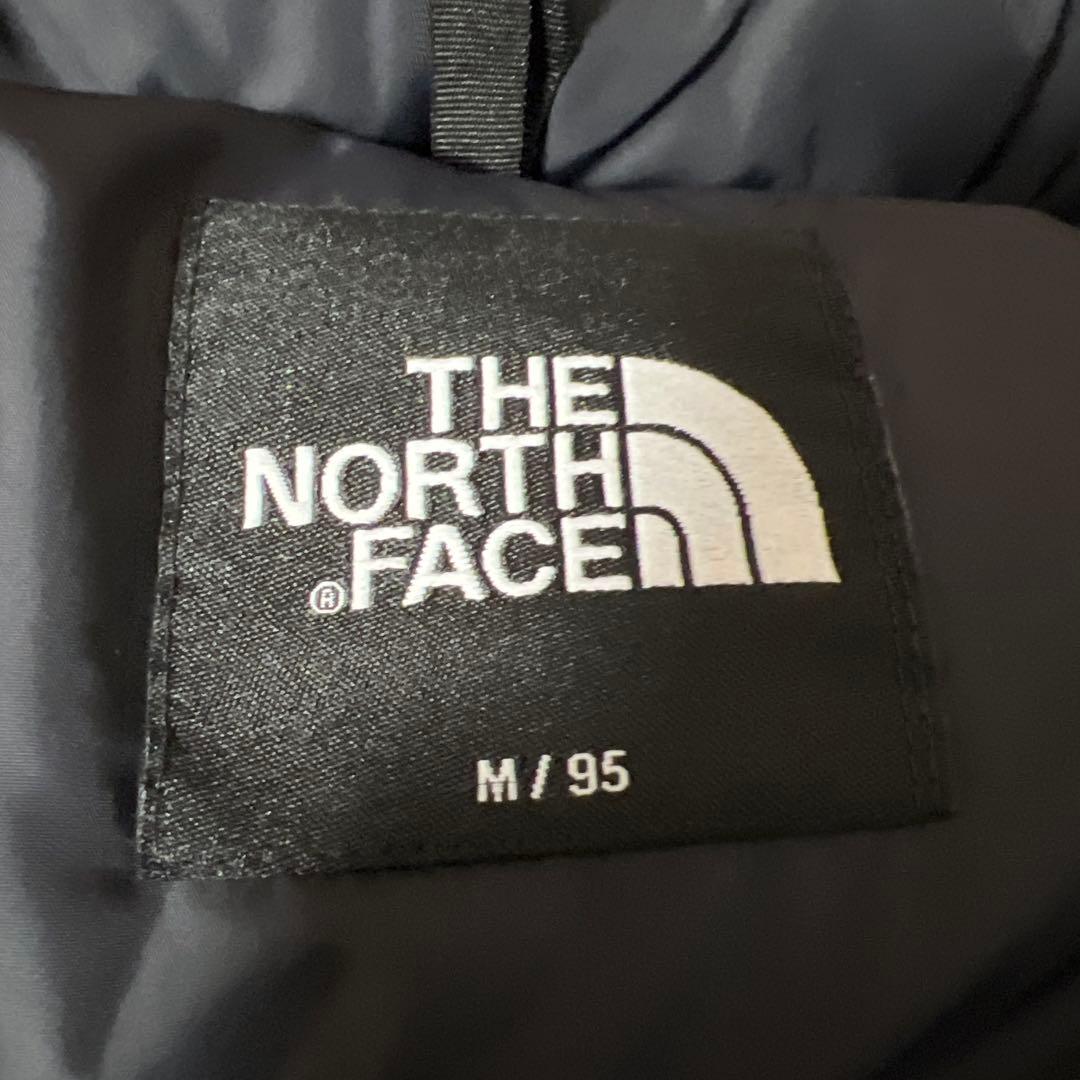 THE
NORTH
® FACE
M / 95